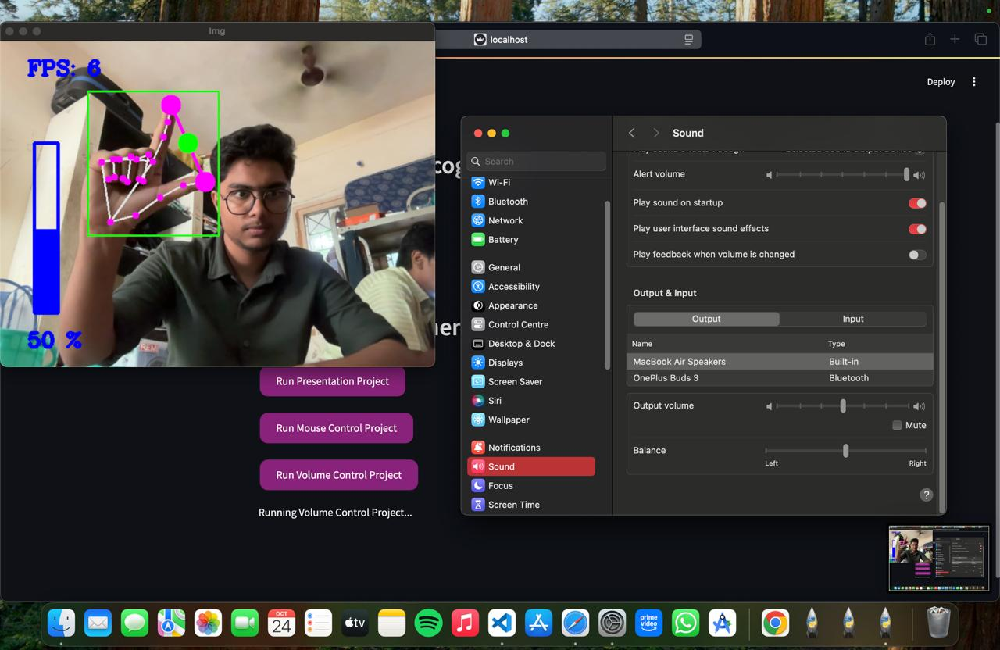 Img
FPS: 6
50 %
localhost
Deploy
Run Presentation Project
Run Mouse Control Project
Run Volume Control Project
Running Volume Control Project...
Search
Wi-Fi
Bluetooth
Network
Battery
General
Accessibility
Appearance
Control Centre
Desktop & Dock
Displays
Screen Saver
Siri
Wallpaper
Notifications
Sound
Focus
Screen Time
Sound
Alert volume
Play sound on startup
Play user interface sound effects
Play feedback when volume is changed
Output & Input
Output Input
Name Type
MacBook Air Speakers Built-in
OnePlus Buds 3 Bluetooth
Output volume
Mute
Balance
Left Right
?
OCT
24
tv
prime
video